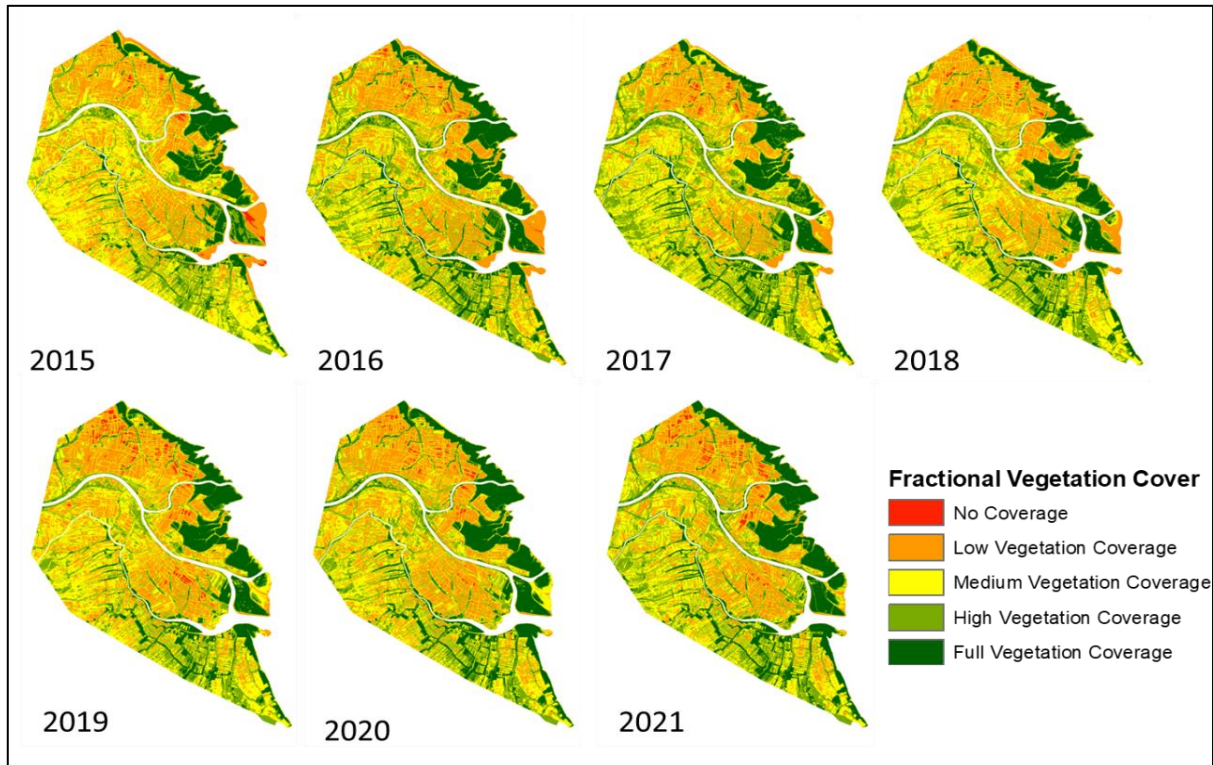 2015
2016
2017
2018
2019
2020
2021
Fractional Vegetation Cover
No Coverage
Low Vegetation Coverage
Medium Vegetation Coverage
High Vegetation Coverage
Full Vegetation Coverage